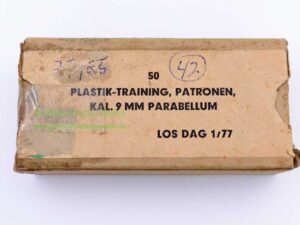 42
50
PLASTIK-TRAINING, PATRONEN,
KAL. 9 MM PARABELLUM
LOS DAG 1/77